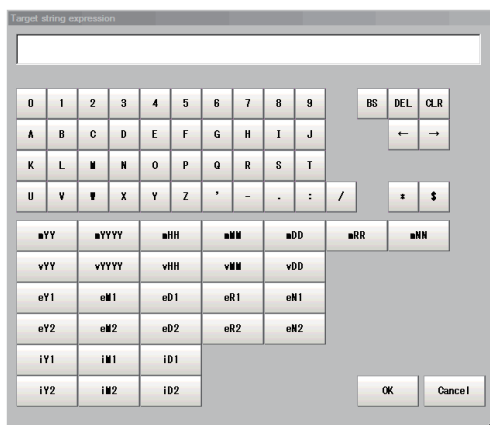 Target string expression
0 1 2 3 4 5 6 7 8 9 BS DEL CLR
A B C D E F G H I J ← →
K L M N O P Q R S T
U V W X Y Z ' - . : / * $
mYY mYYYY mHH mMM mDD mRR mNN
vYY vYYYY vHH vMM vDD
eY1 eM1 eD1 eR1 eN1
eY2 eM2 eD2 eR2 eN2
iY1 iM1 iD1
iY2 iM2 iD2 OK Cancel